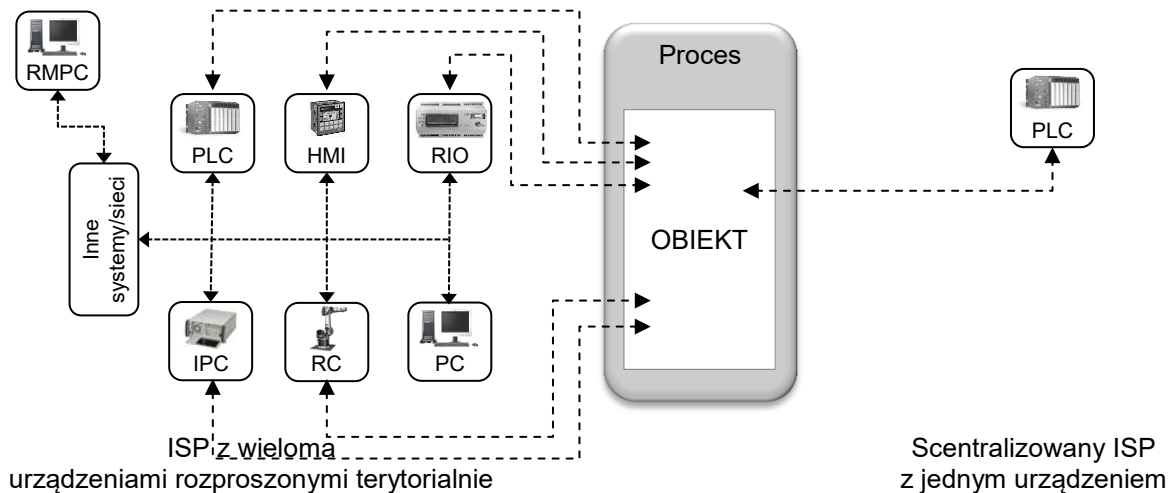 RMPC
PLC
HMI
RIO
Proces
PLC
Inne
systemy/sieci
OBIEKT
IPC
RC
PC
ISP z wieloma
urządzeniami rozproszonymi terytorialnie
Scentralizowany ISP
z jednym urządzeniem